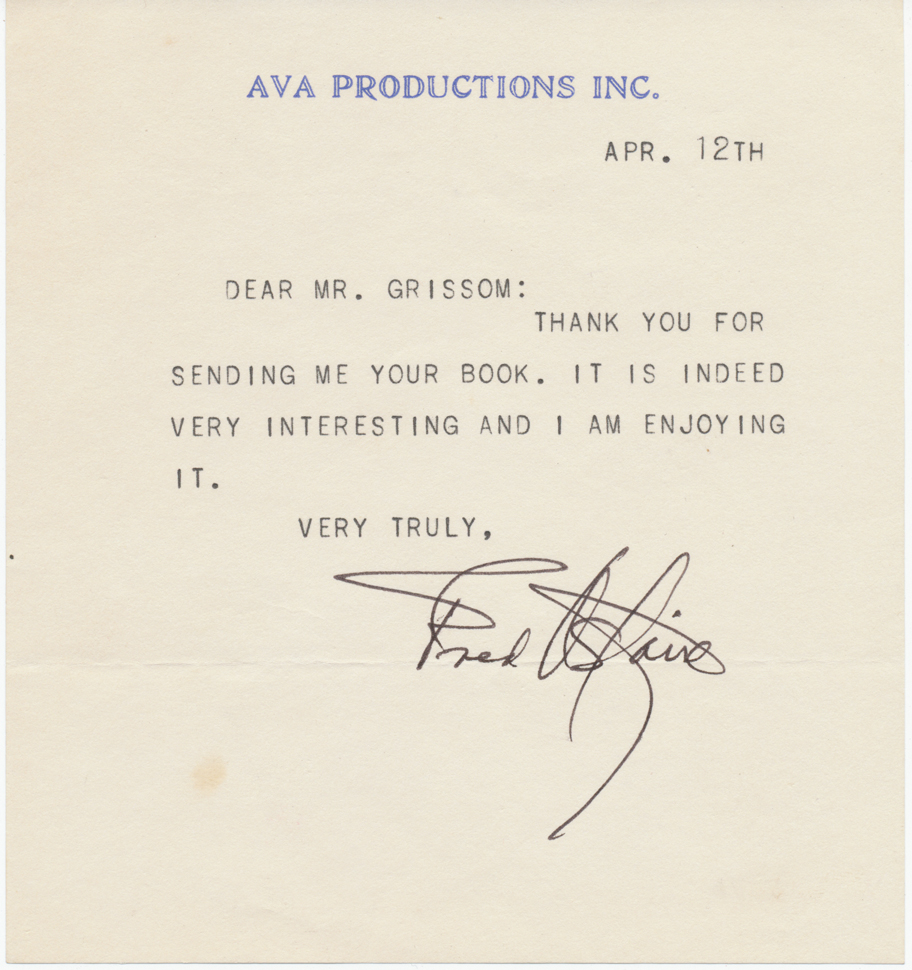 AVA PRODUCTIONS INC.
APR. 12TH
DEAR MR. GRISSOM:
THANK YOU FOR
SENDING ME YOUR BOOK. IT IS INDEED
VERY INTERESTING AND I AM ENJOYING
IT.
VERY TRULY,
Fred Astaire